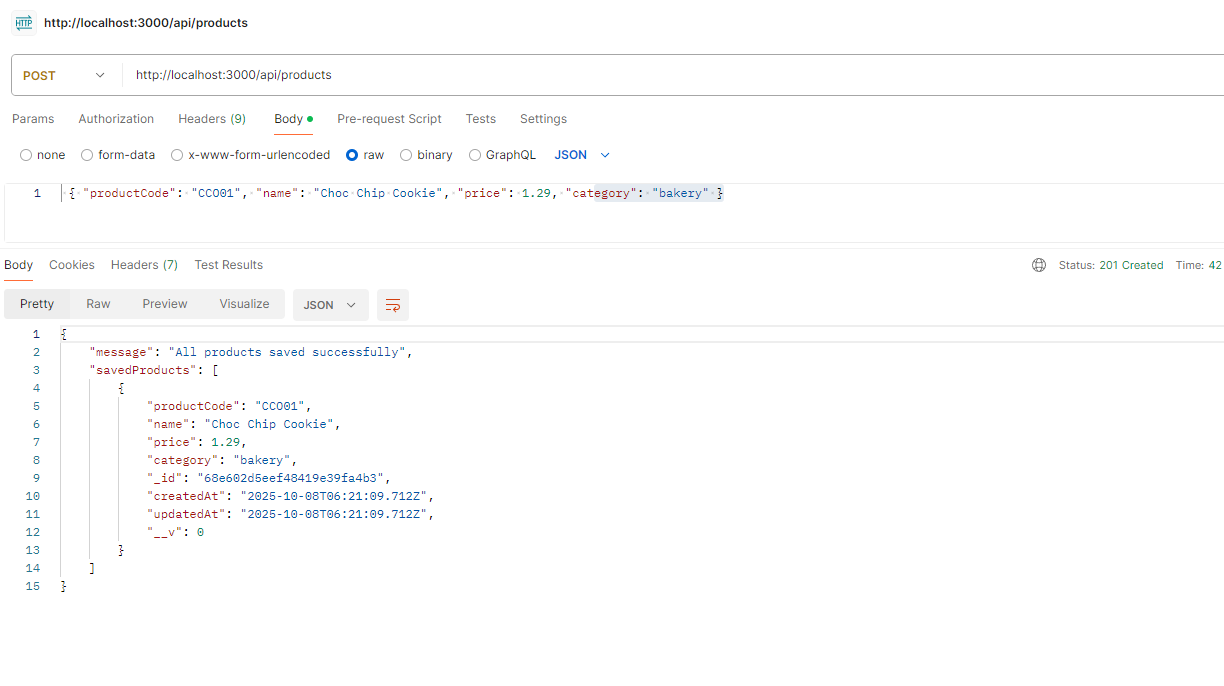 HTTP http://localhost:3000/api/products
POST http://localhost:3000/api/products
Params Authorization Headers (9) Body Pre-request Script Tests Settings
none form-data x-www-form-urlencoded raw binary GraphQL JSON
1 { "productCode": "CCO01", "name": "Choc Chip Cookie", "price": 1.29, "category": "bakery" }
Body Cookies Headers (7) Test Results Status: 201 Created Time: 42
Pretty Raw Preview Visualize JSON
1 {
2 "message": "All products saved successfully",
3 "savedProducts": [
4 {
5 "productCode": "CCO01",
6 "name": "Choc Chip Cookie",
7 "price": 1.29,
8 "category": "bakery",
9 "_id": "68e602d5eef48419e39fa4b3",
10 "createdAt": "2025-10-08T06:21:09.712Z",
11 "updatedAt": "2025-10-08T06:21:09.712Z",
12 "__v": 0
13 }
14 ]
15 }